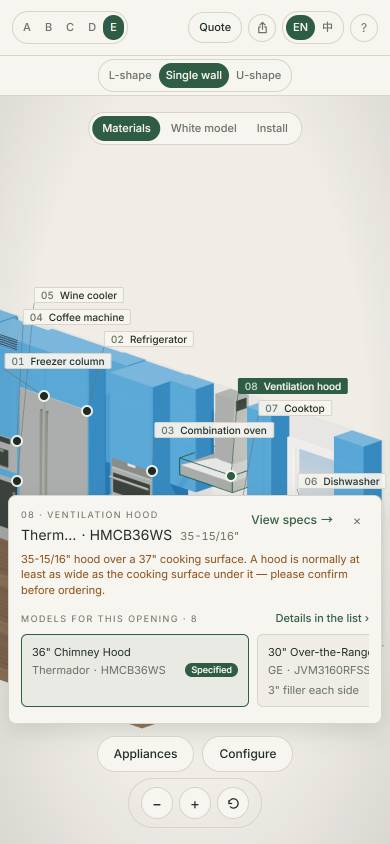 A B C D E
Quote
EN 中 ?
L-shape Single wall U-shape
Materials White model Install
05 Wine cooler
04 Coffee machine
02 Refrigerator
01 Freezer column
08 Ventilation hood
07 Cooktop
03 Combination oven
06 Dishwasher
08 · VENTILATION HOOD
View specs → ×
Therm... · HMCB36WS 35-15/16"
35-15/16" hood over a 37" cooking surface. A hood is normally at
least as wide as the cooking surface under it — please confirm
before ordering.
MODELS FOR THIS OPENING · 8
Details in the list ›
36" Chimney Hood
Thermador · HMCB36WS Specified
30" Over-the-Range
GE · JVM3160RFSS
3" filler each side
Appliances Configure
− +